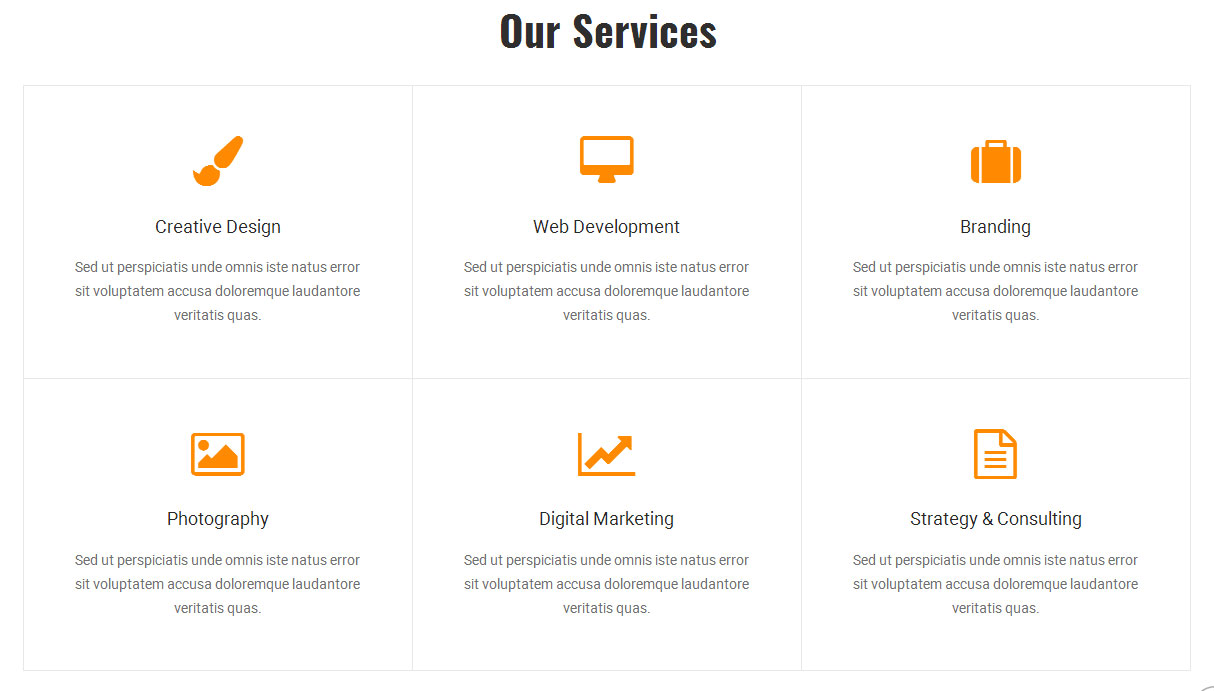 Our Services
Creative Design
Sed ut perspiciatis unde omnis iste natus error
sit voluptatem accusa doloremque laudantore
veritatis quas.
Web Development
Sed ut perspiciatis unde omnis iste natus error
sit voluptatem accusa doloremque laudantore
veritatis quas.
Branding
Sed ut perspiciatis unde omnis iste natus error
sit voluptatem accusa doloremque laudantore
veritatis quas.
Photography
Sed ut perspiciatis unde omnis iste natus error
sit voluptatem accusa doloremque laudantore
veritatis quas.
Digital Marketing
Sed ut perspiciatis unde omnis iste natus error
sit voluptatem accusa doloremque laudantore
veritatis quas.
Strategy & Consulting
Sed ut perspiciatis unde omnis iste natus error
sit voluptatem accusa doloremque laudantore
veritatis quas.